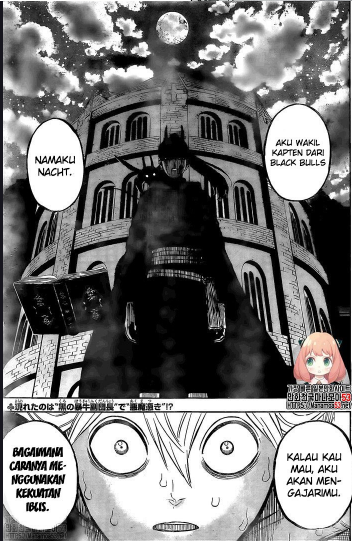 AKU WAKIL
KAPTEN DARI
BLACK BULLS
NAMAKU
NACHT.
現れたのは“黒の暴牛副団長”で“悪魔憑き”!?
KALAU KAU
MAU, AKU
AKAN MEN-
GAJARIMU.
BAGAIMANA
CARANYA ME-
NGGUNAKAN
KEKUATAN
IBLIS.